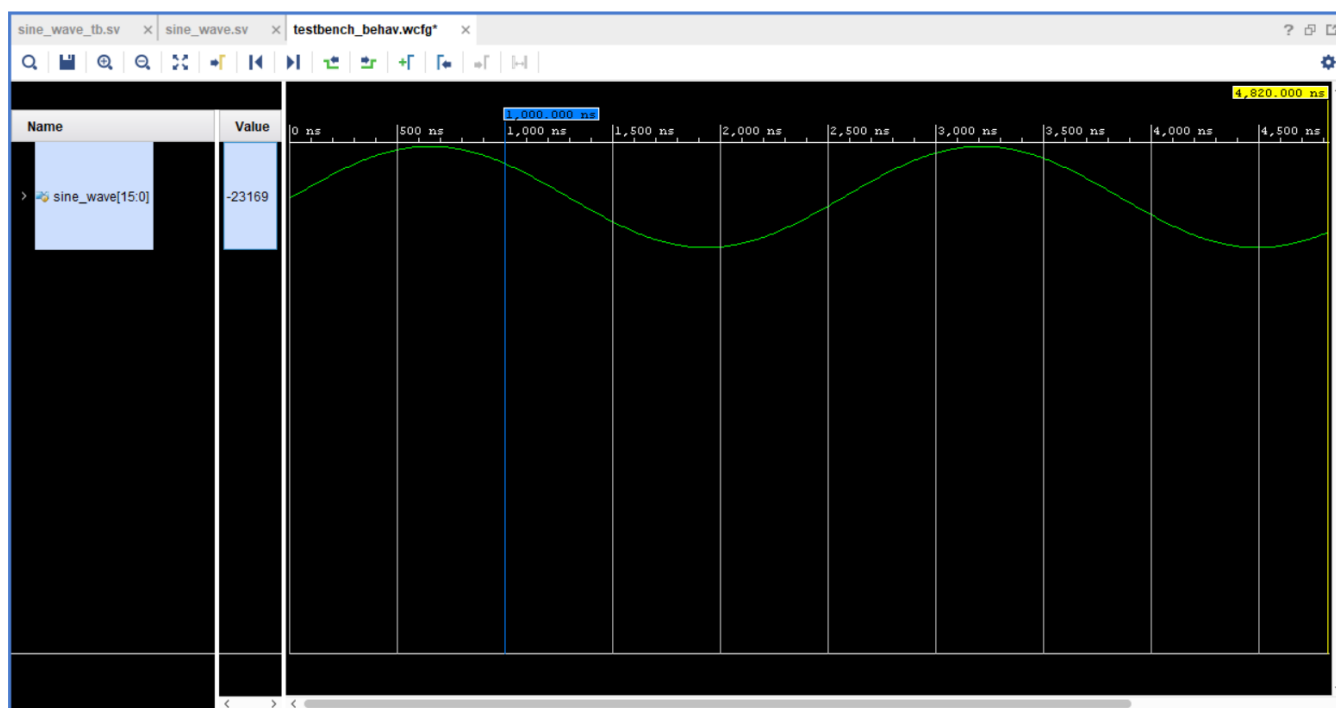 sine_wave_tb.sv × sine_wave.sv × testbench_behav.wcfg* ×
?
4,820.000 ns
1,000.000 ns
Name Value
0 ns 500 ns 1,000 ns 1,500 ns 2,000 ns 2,500 ns 3,000 ns 3,500 ns 4,000 ns 4,500 ns
> sine_wave[15:0] -23169